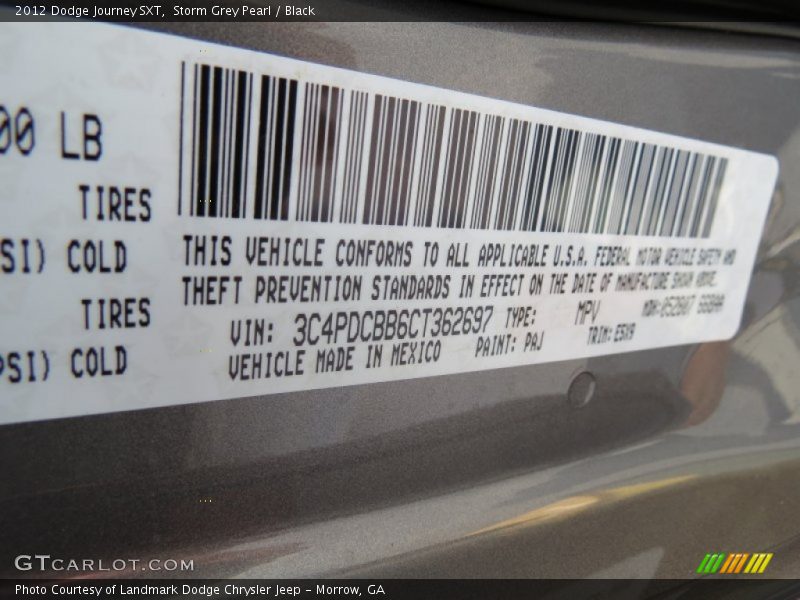 2012 Dodge Journey SXT, Storm Grey Pearl / Black
00 LB
TIRES
SI) COLD
TIRES
PSI) COLD
THIS VEHICLE CONFORMS TO ALL APPLICABLE U.S.A. FEDERAL MOTOR VEHICLE SAFETY AND
THEFT PREVENTION STANDARDS IN EFFECT ON THE DATE OF MANUFACTURE SHOWN ABOVE.
VIN: 3C4PDCBB6CT362697 TYPE: MPV MDH:
VEHICLE MADE IN MEXICO PAINT: PAJ TRIM: E5X9
GTCARLOT.COM
Photo Courtesy of Landmark Dodge Chrysler Jeep - Morrow, GA